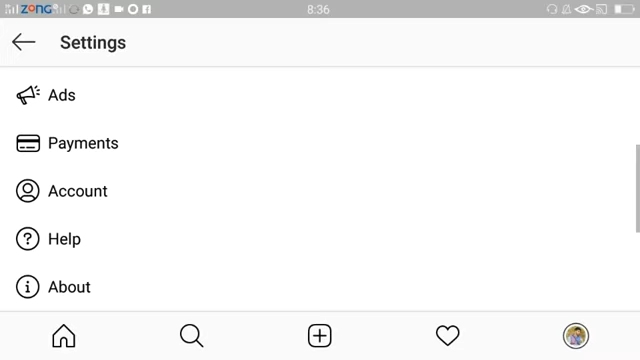 ZONG 8:36
Settings
Ads
Payments
Account
Help
About